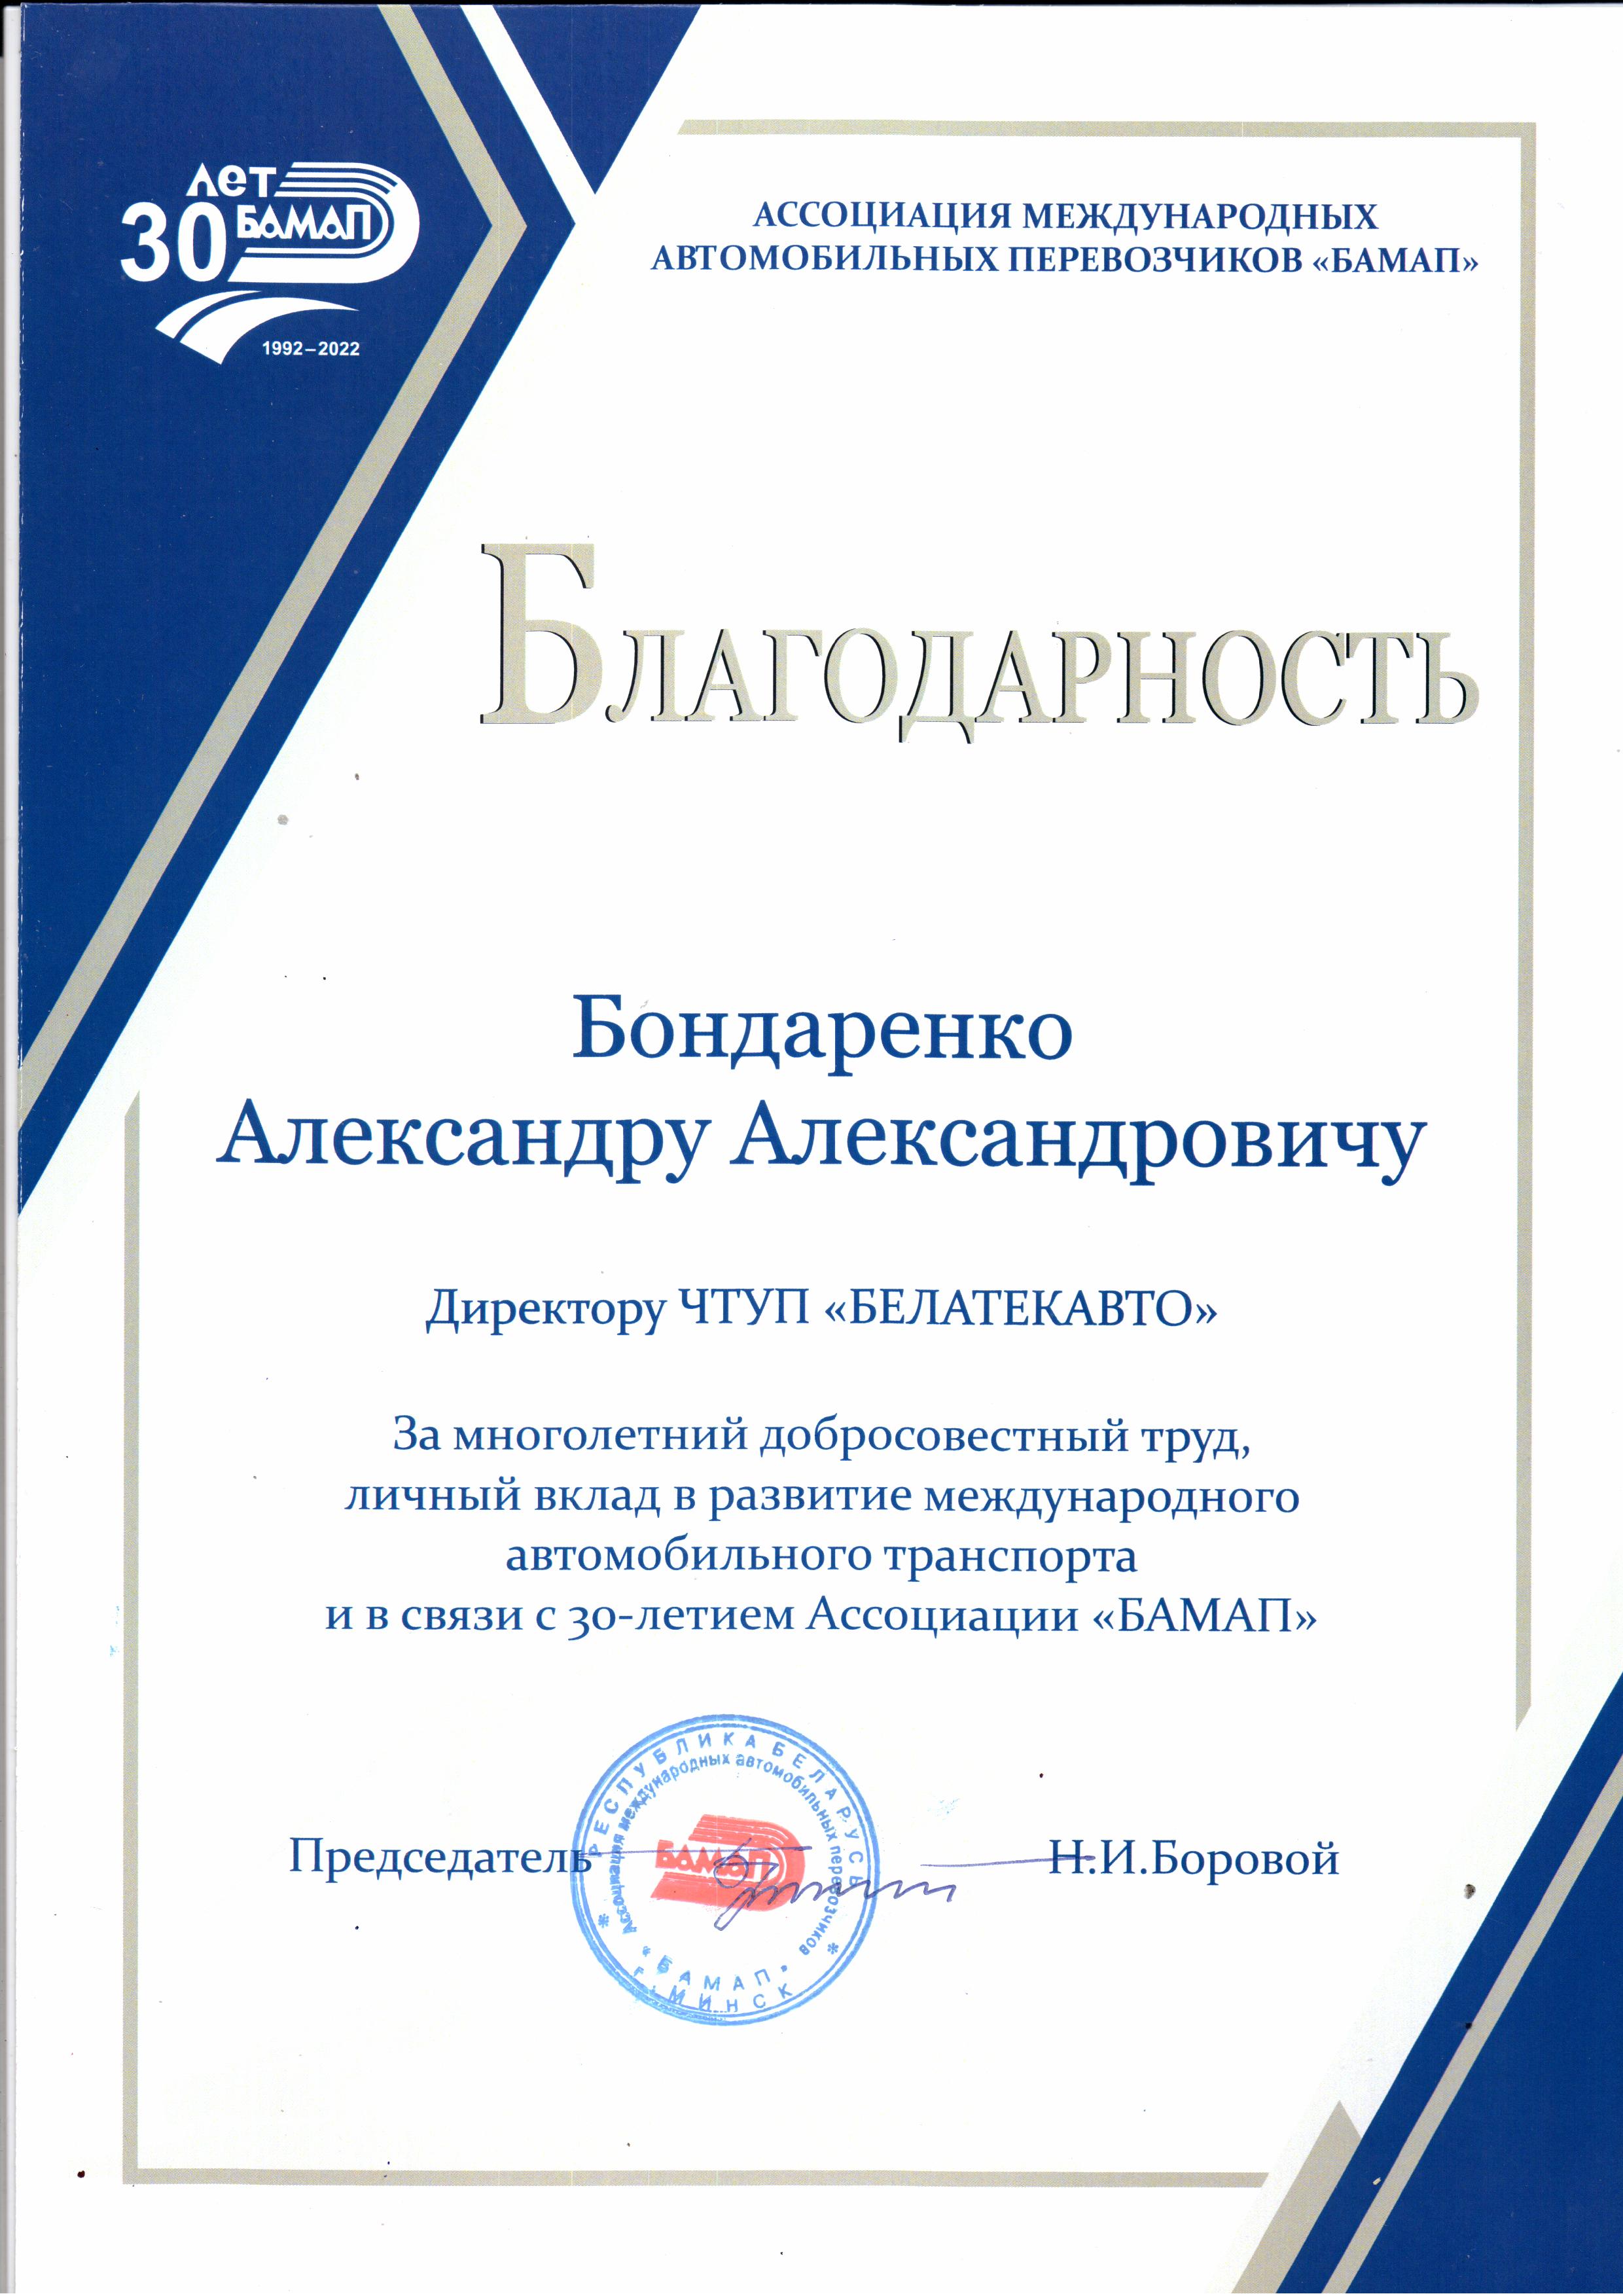 лет
30 БАМАП
1992–2022
АССОЦИАЦИЯ МЕЖДУНАРОДНЫХ
АВТОМОБИЛЬНЫХ ПЕРЕВОЗЧИКОВ «БАМАП»
БЛАГОДАРНОСТЬ
Бондаренко
Александру Александровичу
Директору ЧТУП «БЕЛАТЕКАВТО»
За многолетний добросовестный труд,
личный вклад в развитие международного
автомобильного транспорта
и в связи с 30-летием Ассоциации «БАМАП»
Председатель
Н.И.Боровой
РЕСПУБЛИКА БЕЛАРУСЬ
Ассоциация международных автомобильных перевозчиков
БАМАП
* БАМАП *
* Г. МИНСК *